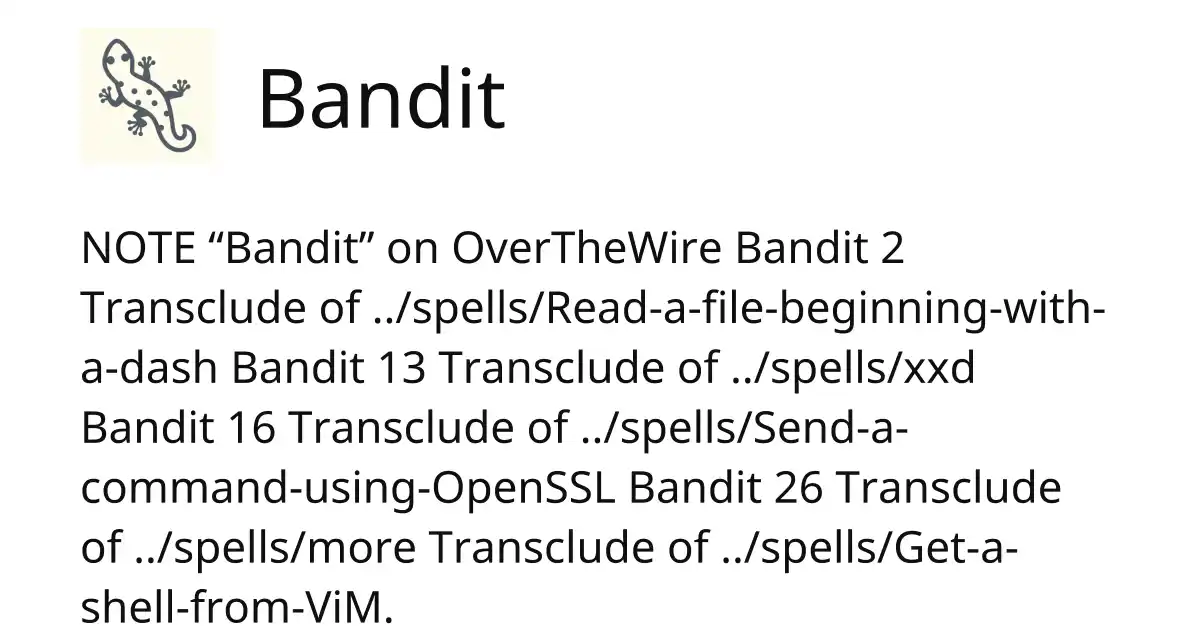 Bandit
NOTE “Bandit” on OverTheWire Bandit 2
Transclude of ../spells/Read-a-file-beginning-with-
a-dash Bandit 13 Transclude of ../spells/xxd
Bandit 16 Transclude of ../spells/Send-a-
command-using-OpenSSL Bandit 26 Transclude
of ../spells/more Transclude of ../spells/Get-a-
shell-from-ViM.